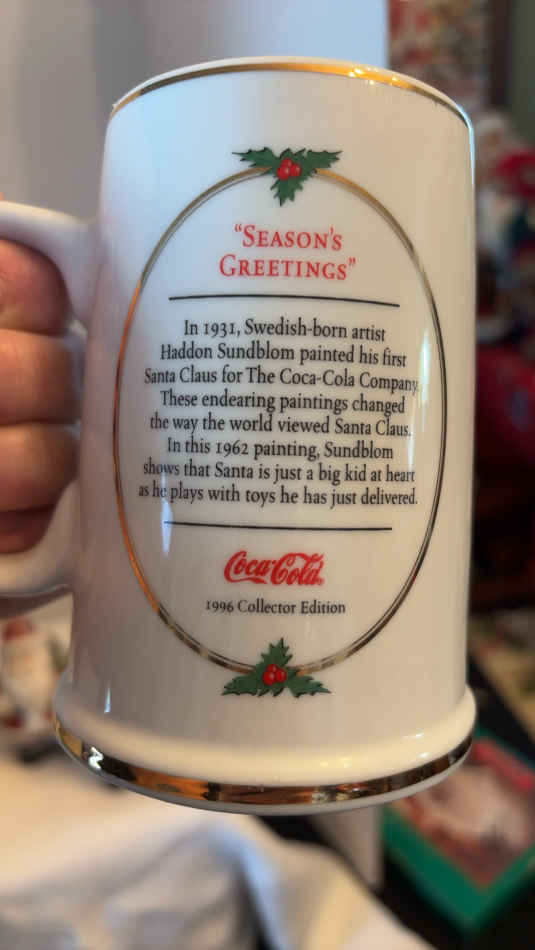 "Season's
Greetings"
In 1931, Swedish-born artist
Haddon Sundblom painted his first
Santa Claus for The Coca-Cola Company.
These endearing paintings changed
the way the world viewed Santa Claus.
In this 1962 painting, Sundblom
shows that Santa is just a big kid at heart
as he plays with toys he has just delivered.
Coca-Cola
1996 Collector Edition